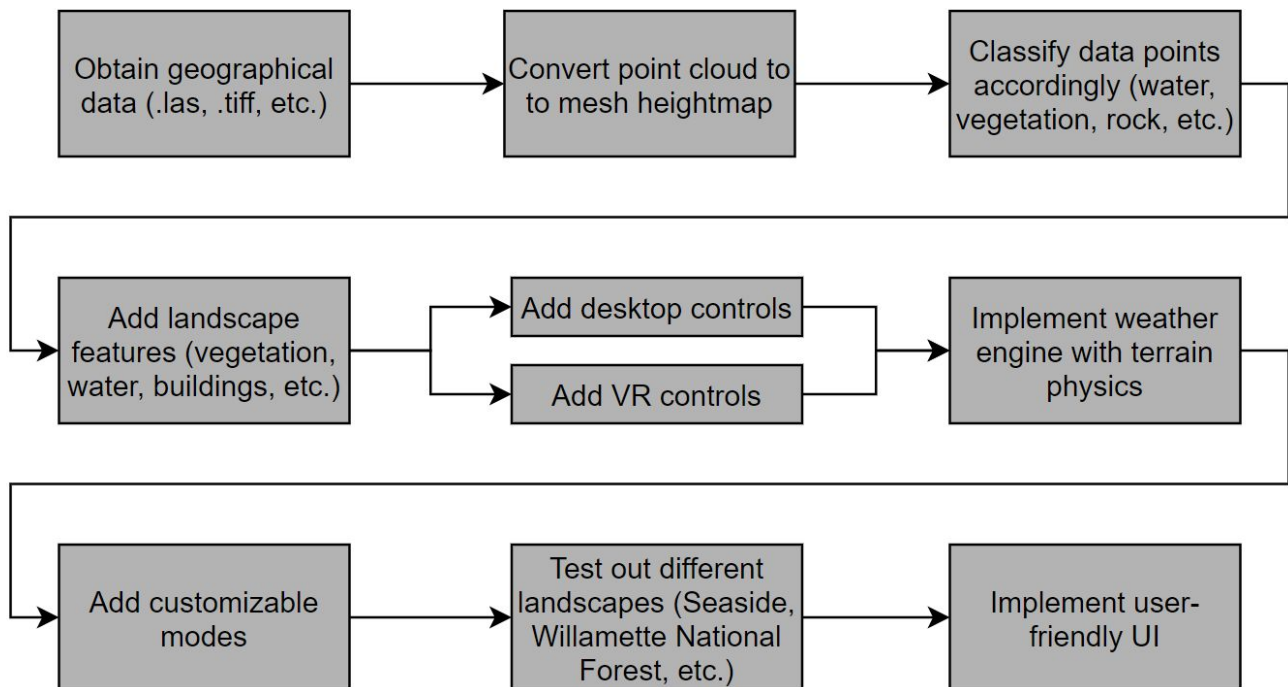 Obtain geographical
data (.las, .tiff, etc.)
Convert point cloud to
to mesh heightmap
Classify data points
accordingly (water,
vegetation, rock, etc.)
Add landscape
features (vegetation,
water, buildings, etc.)
Add desktop controls
Add VR controls
Implement weather
engine with terrain
physics
Add customizable
modes
Test out different
landscapes (Seaside,
Willamette National
Forest, etc.)
Implement user-
friendly UI